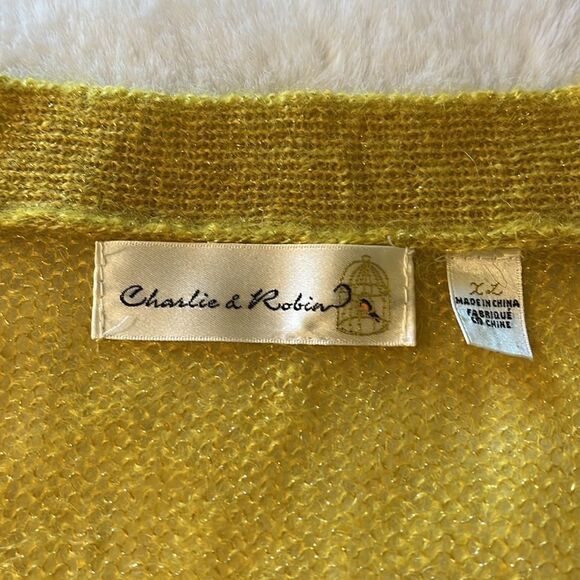 Charlie & Robin
XL
MADE IN CHINA
FABRIQUÉ
EN CHINE